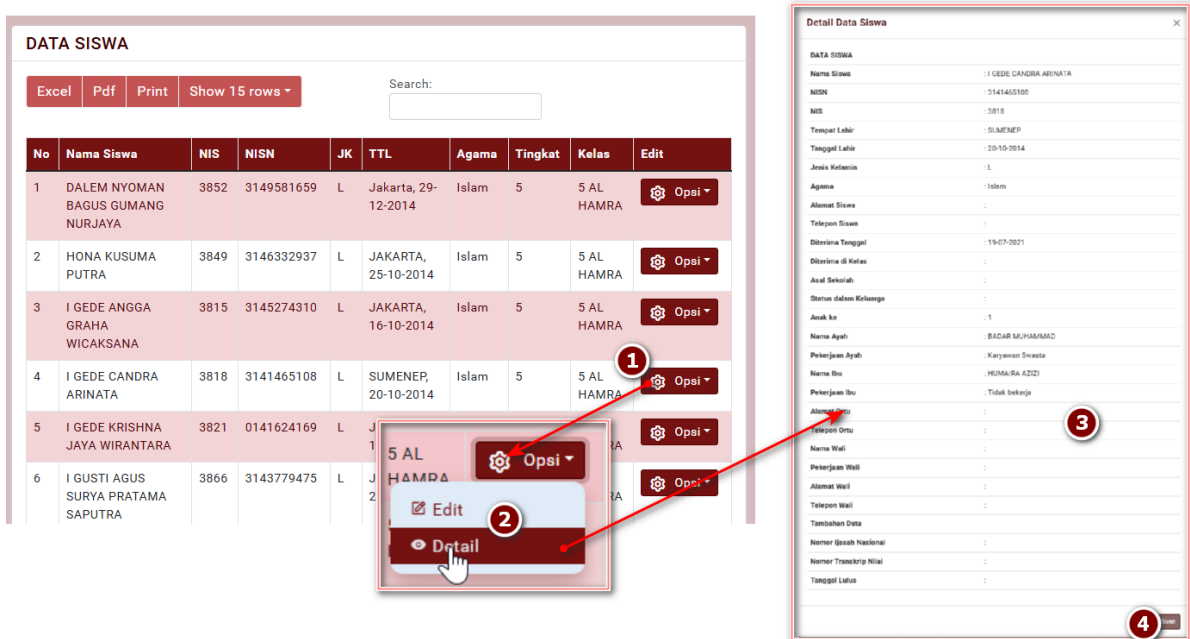 DATA SISWA
Excel Pdf Print Show 15 rows
Search:
No Nama Siswa NIS NISN JK TTL Agama Tingkat Kelas Edit
1 DALEM NYOMAN BAGUS GUMANG NURJAYA 3852 3149581659 L Jakarta, 29-12-2014 Islam 5 5 AL HAMRA Opsi
2 HONA KUSUMA PUTRA 3849 3146332937 L JAKARTA, 25-10-2014 Islam 5 5 AL HAMRA Opsi
3 I GEDE ANGGA GRAHA WICAKSANA 3815 3145274310 L JAKARTA, 16-10-2014 Islam 5 5 AL HAMRA Opsi
4 I GEDE CANDRA ARINATA 3818 3141465108 L SUMENEP, 20-10-2014 Islam 5 5 AL HAMRA Opsi
5 I GEDE KRISHNA JAYA WIRANTARA 3821 0141624169 L Opsi
6 I GUSTI AGUS SURYA PRATAMA SAPUTRA 3866 3143779475 L Opsi
1
5 AL HAMRA Opsi
Edit
2
Detail
Detail Data Siswa ×
DATA SISWA
Nama Siswa : I GEDE CANDRA ARINATA
NISN : 3141465108
NIS : 3818
Tempat Lahir : SUMENEP
Tanggal Lahir : 20-10-2014
Jenis Kelamin : L
Agama : Islam
Alamat Siswa :
Telepon Siswa :
Diterima Tanggal : 19-07-2021
Diterima di Kelas :
Asal Sekolah :
Status dalam Keluarga :
Anak ke : 1
Nama Ayah : BADAR MUHAMMAD
Pekerjaan Ayah : Karyawan Swasta
Nama Ibu : HUMAIRA AZIZI
Pekerjaan Ibu : Tidak bekerja
Alamat Ortu :
Telepon Ortu :
3
Nama Wali :
Pekerjaan Wali :
Alamat Wali :
Telepon Wali :
Tambahan Data
Nomor Ijasah Nasional :
Nomor Transkrip Nilai :
Tanggal Lulus :
4